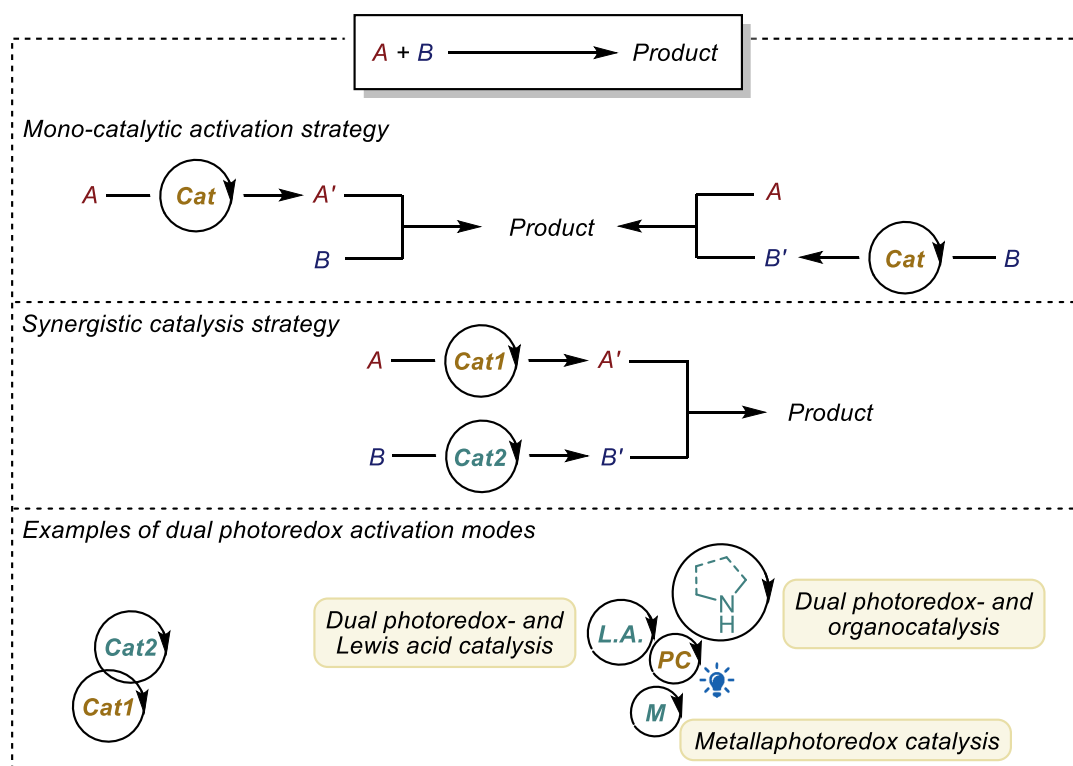 A + B Product
Mono-catalytic activation strategy
A Cat A'
B
Product
A
B' Cat B
Synergistic catalysis strategy
A Cat1 A'
Product
B Cat2 B'
Examples of dual photoredox activation modes
Cat2
Cat1
Dual photoredox- and
Lewis acid catalysis
L.A.
PC
M
N
H
Dual photoredox- and
organocatalysis
Metallaphotoredox catalysis